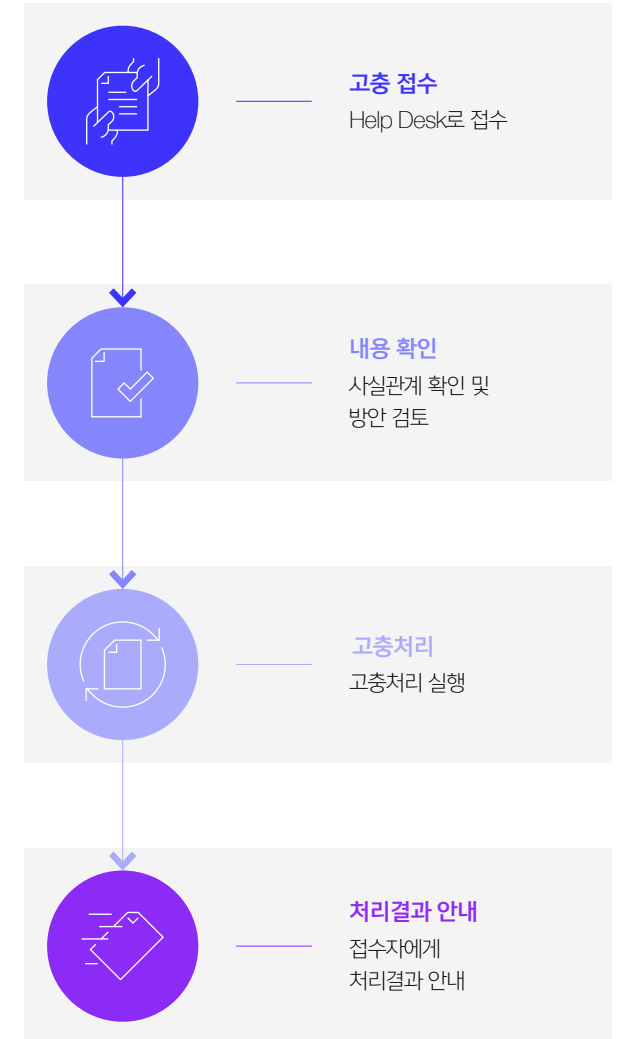 고충 접수
Help Desk로 접수
내용 확인
사실관계 확인 및
방안 검토
고충처리
고충처리 실행
처리결과 안내
접수자에게
처리결과 안내